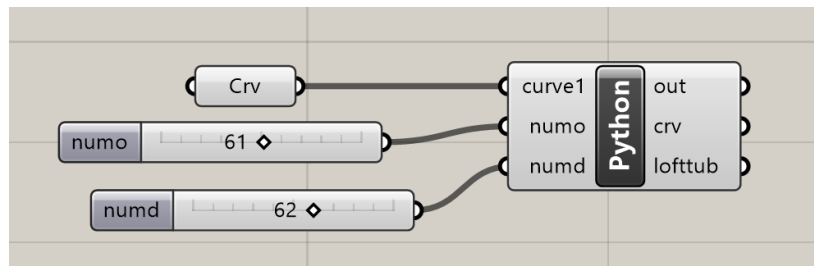 Crv
numo 61
numd 62
curve1
numo
numd
Python
out
crv
lofttub